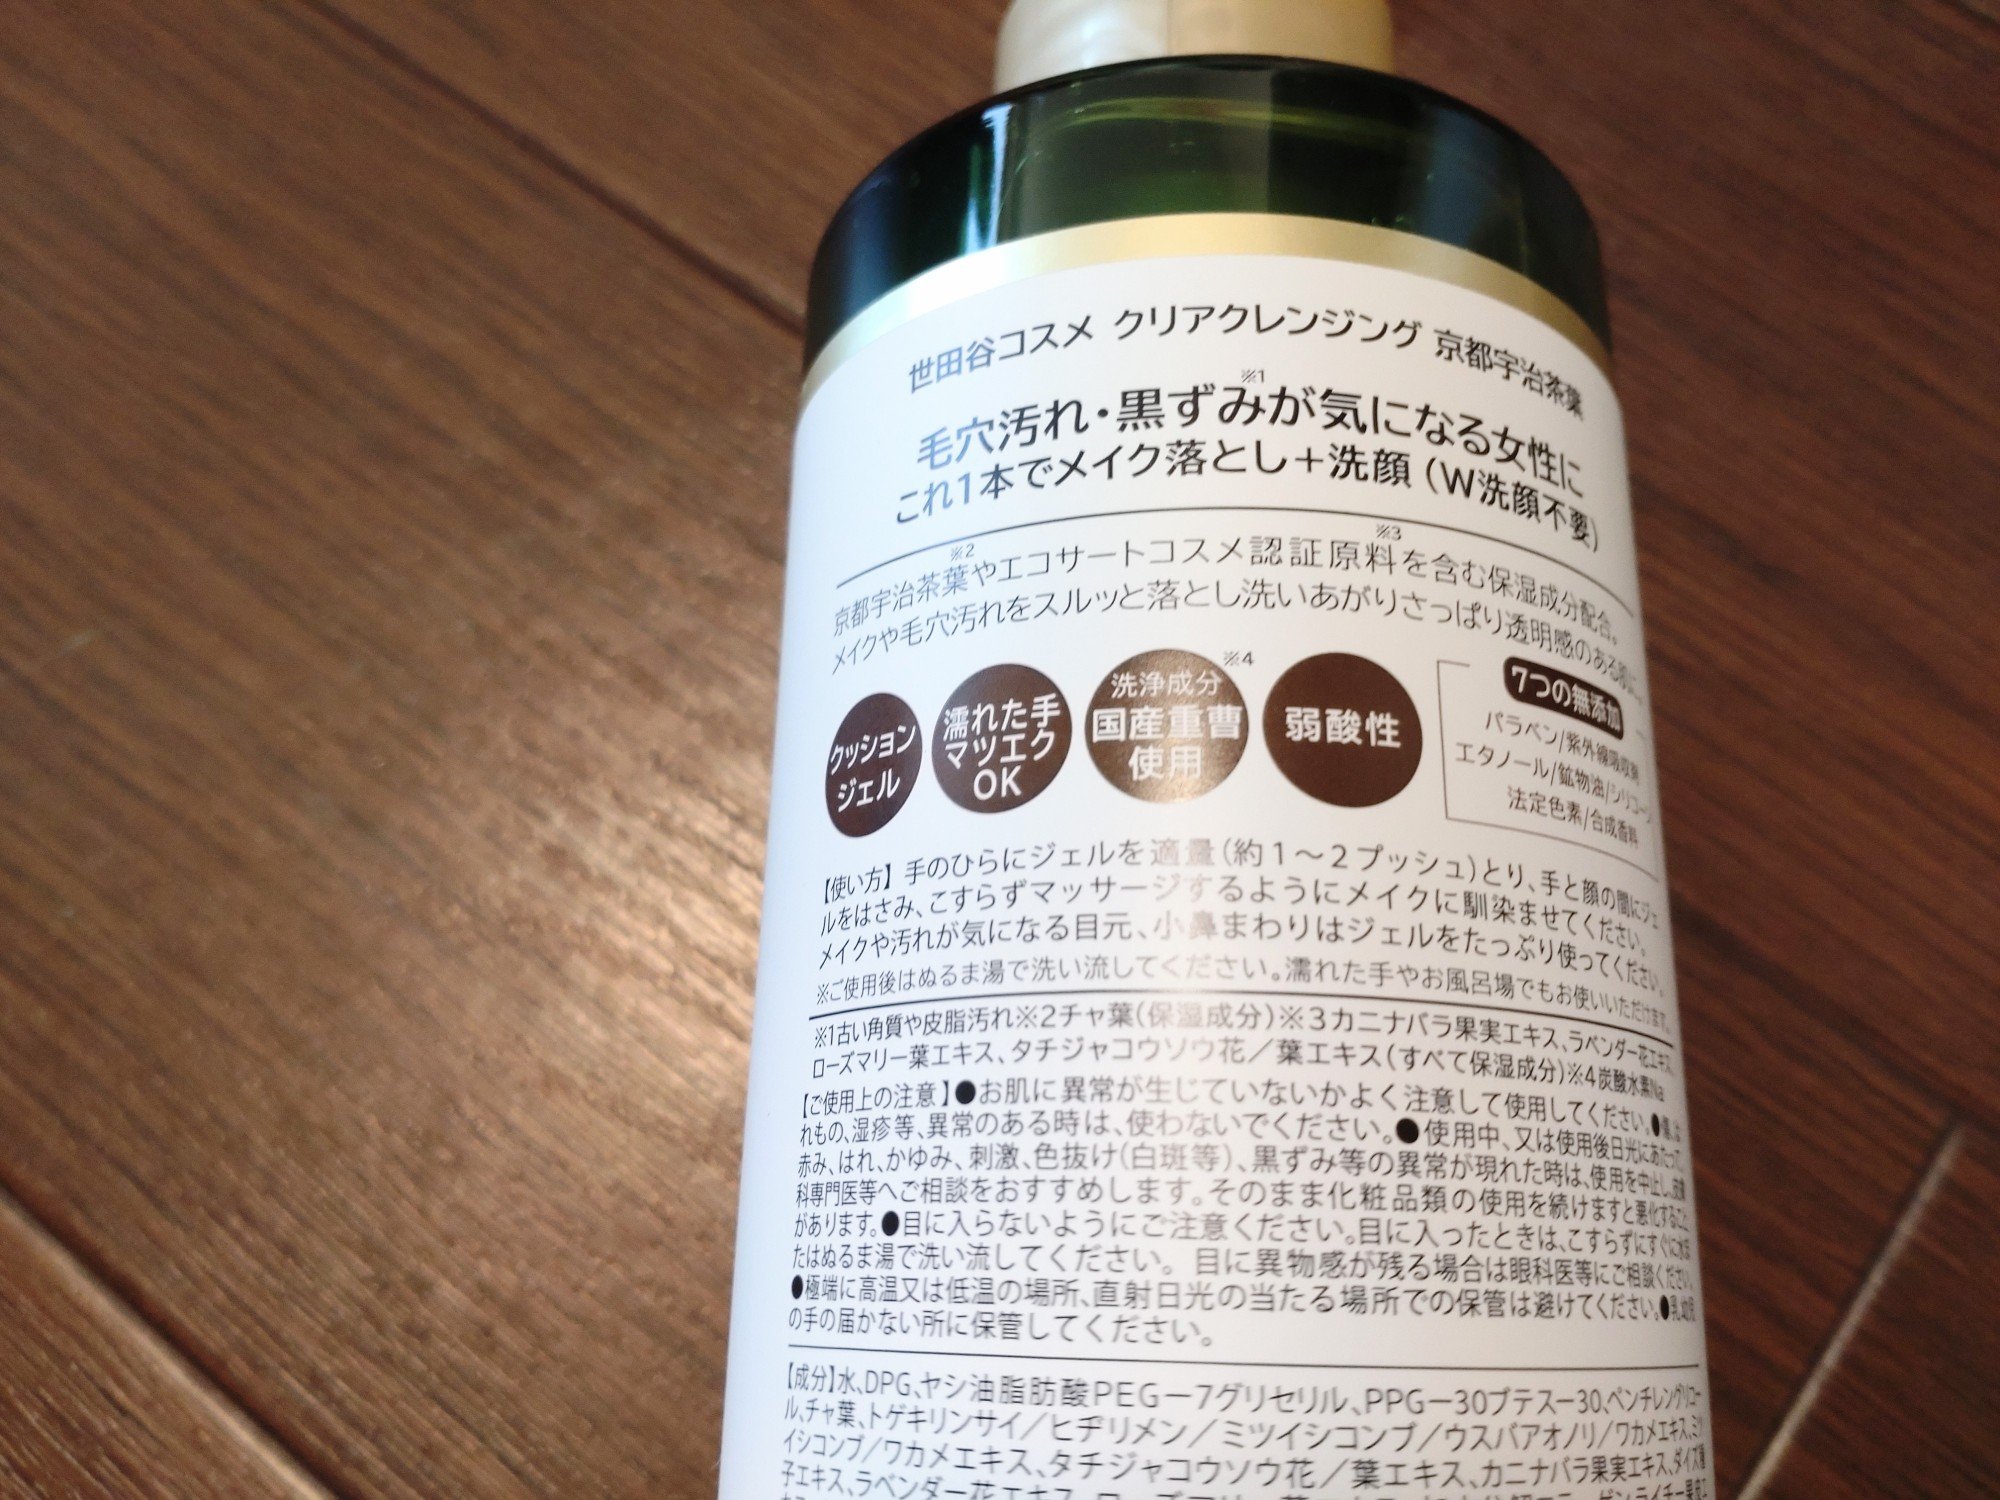 世田谷コスメ クリアクレンジング 京都宇治茶葉
毛穴汚れ・黒ずみ※1が気になる女性に
これ1本でメイク落とし＋洗顔（W洗顔不要）
京都宇治茶葉※2やエコサートコスメ認証原料※3を含む保湿成分配合。
メイクや毛穴汚れをスルッと落とし洗いあがりさっぱり透明感のある
クッション
ジェル
濡れた手
マツエク
OK
洗浄成分※4
国産重曹
使用
弱酸性
7つの無添加
パラベン/紫外線吸収剤
エタノール/鉱物油/シリコーン
法定色素/合成香料
【使い方】手のひらにジェルを適量（約１～２プッシュ）とり、手と顔の間にジェ
ルをはさみ、こすらずマッサージするようにメイクに馴染ませてください。
メイクや汚れが気になる目元、小鼻まわりはジェルをたっぷり使ってください。
※ご使用後はぬるま湯で洗い流してください。濡れた手やお風呂場でもお使いいただけます。
※1古い角質や皮脂汚れ※2チャ葉(保湿成分)※3カニナバラ果実エキス、ラベンダー花エキス、
ローズマリー葉エキス、タチジャコウソウ花／葉エキス(すべて保湿成分)※4炭酸水素Na
【ご使用上の注意】●お肌に異常が生じていないかよく注意して使用してください。●
れもの、湿疹等、異常のある時は、使わないでください。●使用中、又は使用後日光にあたって、
赤み、はれ、かゆみ、刺激、色抜け(白斑等)、黒ずみ等の異常が現れた時は、使用を中止し、皮膚
科専門医等へご相談をおすすめします。そのまま化粧品類の使用を続けますと悪化すること
があります。●目に入らないようにご注意ください。目に入ったときは、こすらずにすぐに水ま
たはぬるま湯で洗い流してください。 目に異物感が残る場合は眼科医等にご相談ください。
●極端に高温又は低温の場所、直射日光の当たる場所での保管は避けてください。●乳幼児
の手の届かない所に保管してください。
【成分】水、DPG、ヤシ油脂肪酸PEG－7グリセリル、PPG－30ブテス－30、ペンチレングリコー
ル、チャ葉、トゲキリンサイ／ヒヂリメン／ミツイシコンブ／ウスバアオノリ／ワカメエキス、ミツ
イシコンブ／ワカメエキス、タチジャコウソウ花／葉エキス、カニナバラ果実エキス、ダイズ種
子エキス、ラベンダー花エキス、